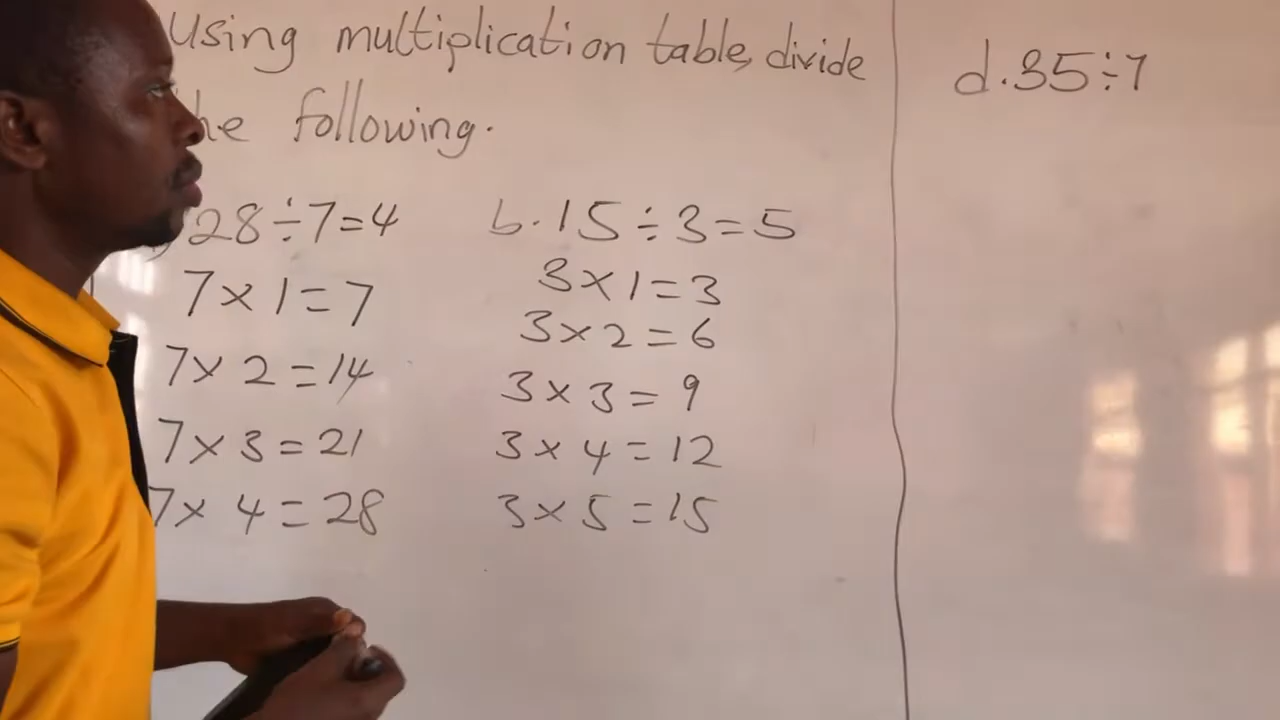 Using multiplication table, divide
he following.
28÷7=4
7×1=7
7×2=14
7×3=21
7×4=28
b. 15÷3=5
3×1=3
3×2=6
3×3=9
3×4=12
3×5=15
d. 35÷7